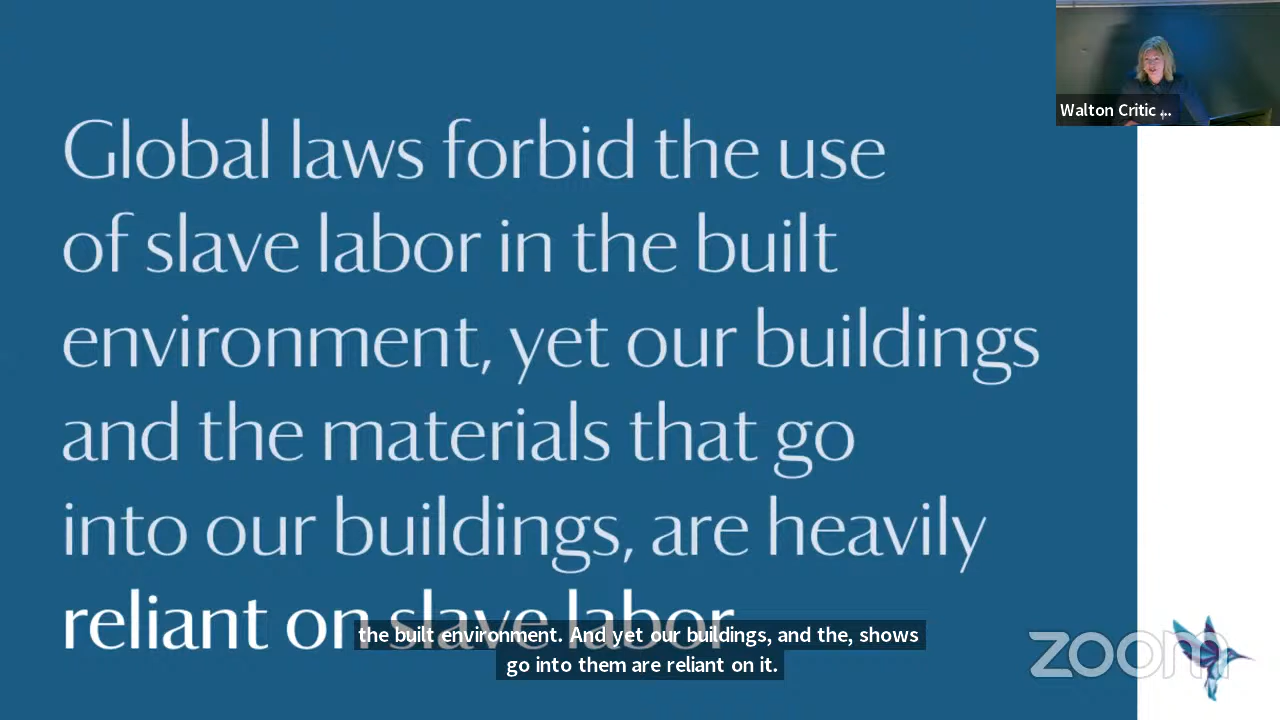 Walton Critic ...
Global laws forbid the use
of slave labor in the built
environment, yet our buildings
and the materials that go
into our buildings, are heavily
reliant on slave labor
the built environment. And yet our buildings, and the, shows
go into them are reliant on it.
zoom